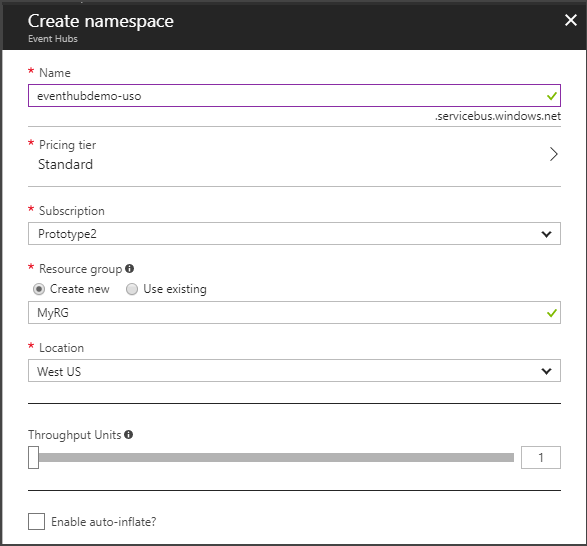 Create namespace
Event Hubs
* Name
eventhubdemo-uso
.servicebus.windows.net
* Pricing tier
Standard
* Subscription
Prototype2
* Resource group
Create new Use existing
MyRG
* Location
West US
Throughput Units
1
Enable auto-inflate?